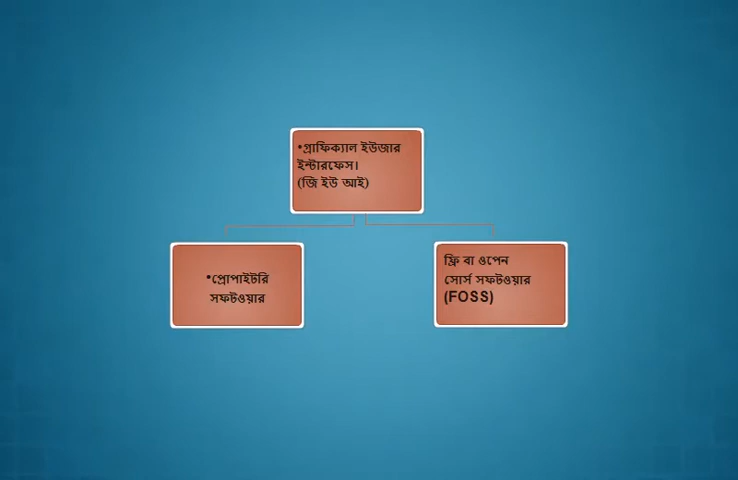 •গ্রাফিক্যাল ইউজার
ইন্টারফেস।
(জি ইউ আই)
•প্রোপাইটরি
সফটওয়ার
ফ্রি বা ওপেন
সোর্স সফটওয়ার
(FOSS)